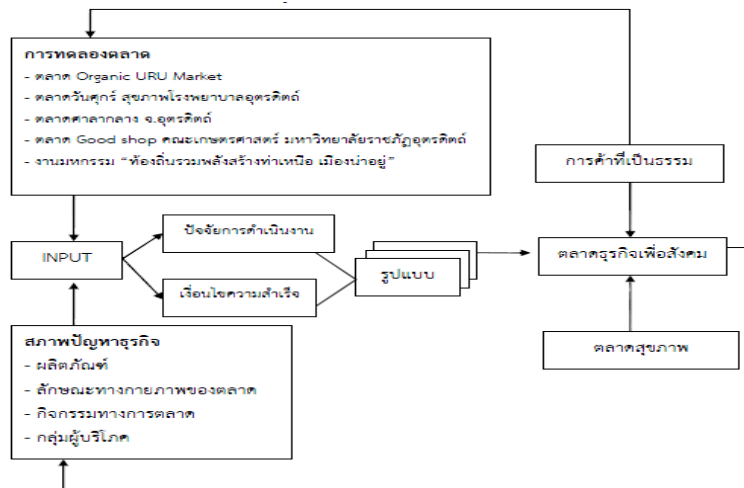 การทดลองตลาด
- ตลาด Organic URU Market
- ตลาดวันศุกร์ สุขภาพโรงพยาบาลอุตรดิตถ์
- ตลาดศาลากลาง จ.อุตรดิตถ์
- ตลาด Good shop คณะเกษตรศาสตร์ มหาวิทยาลัยราชภัฏอุตรดิตถ์
- งานมหกรรม “ท้องถิ่นรวมพลังสร้างท่าเหนือ เมืองน่าอยู่”
การค้าที่เป็นธรรม
ปัจจัยการดำเนินงาน
INPUT
รูปแบบ
ตลาดธุรกิจเพื่อสังคม
เงื่อนไขความสำเร็จ
สภาพปัญหาธุรกิจ
- ผลิตภัณฑ์
- ลักษณะทางกายภาพของตลาด
- กิจกรรมทางการตลาด
- กลุ่มผู้บริโภค
ตลาดสุขภาพ